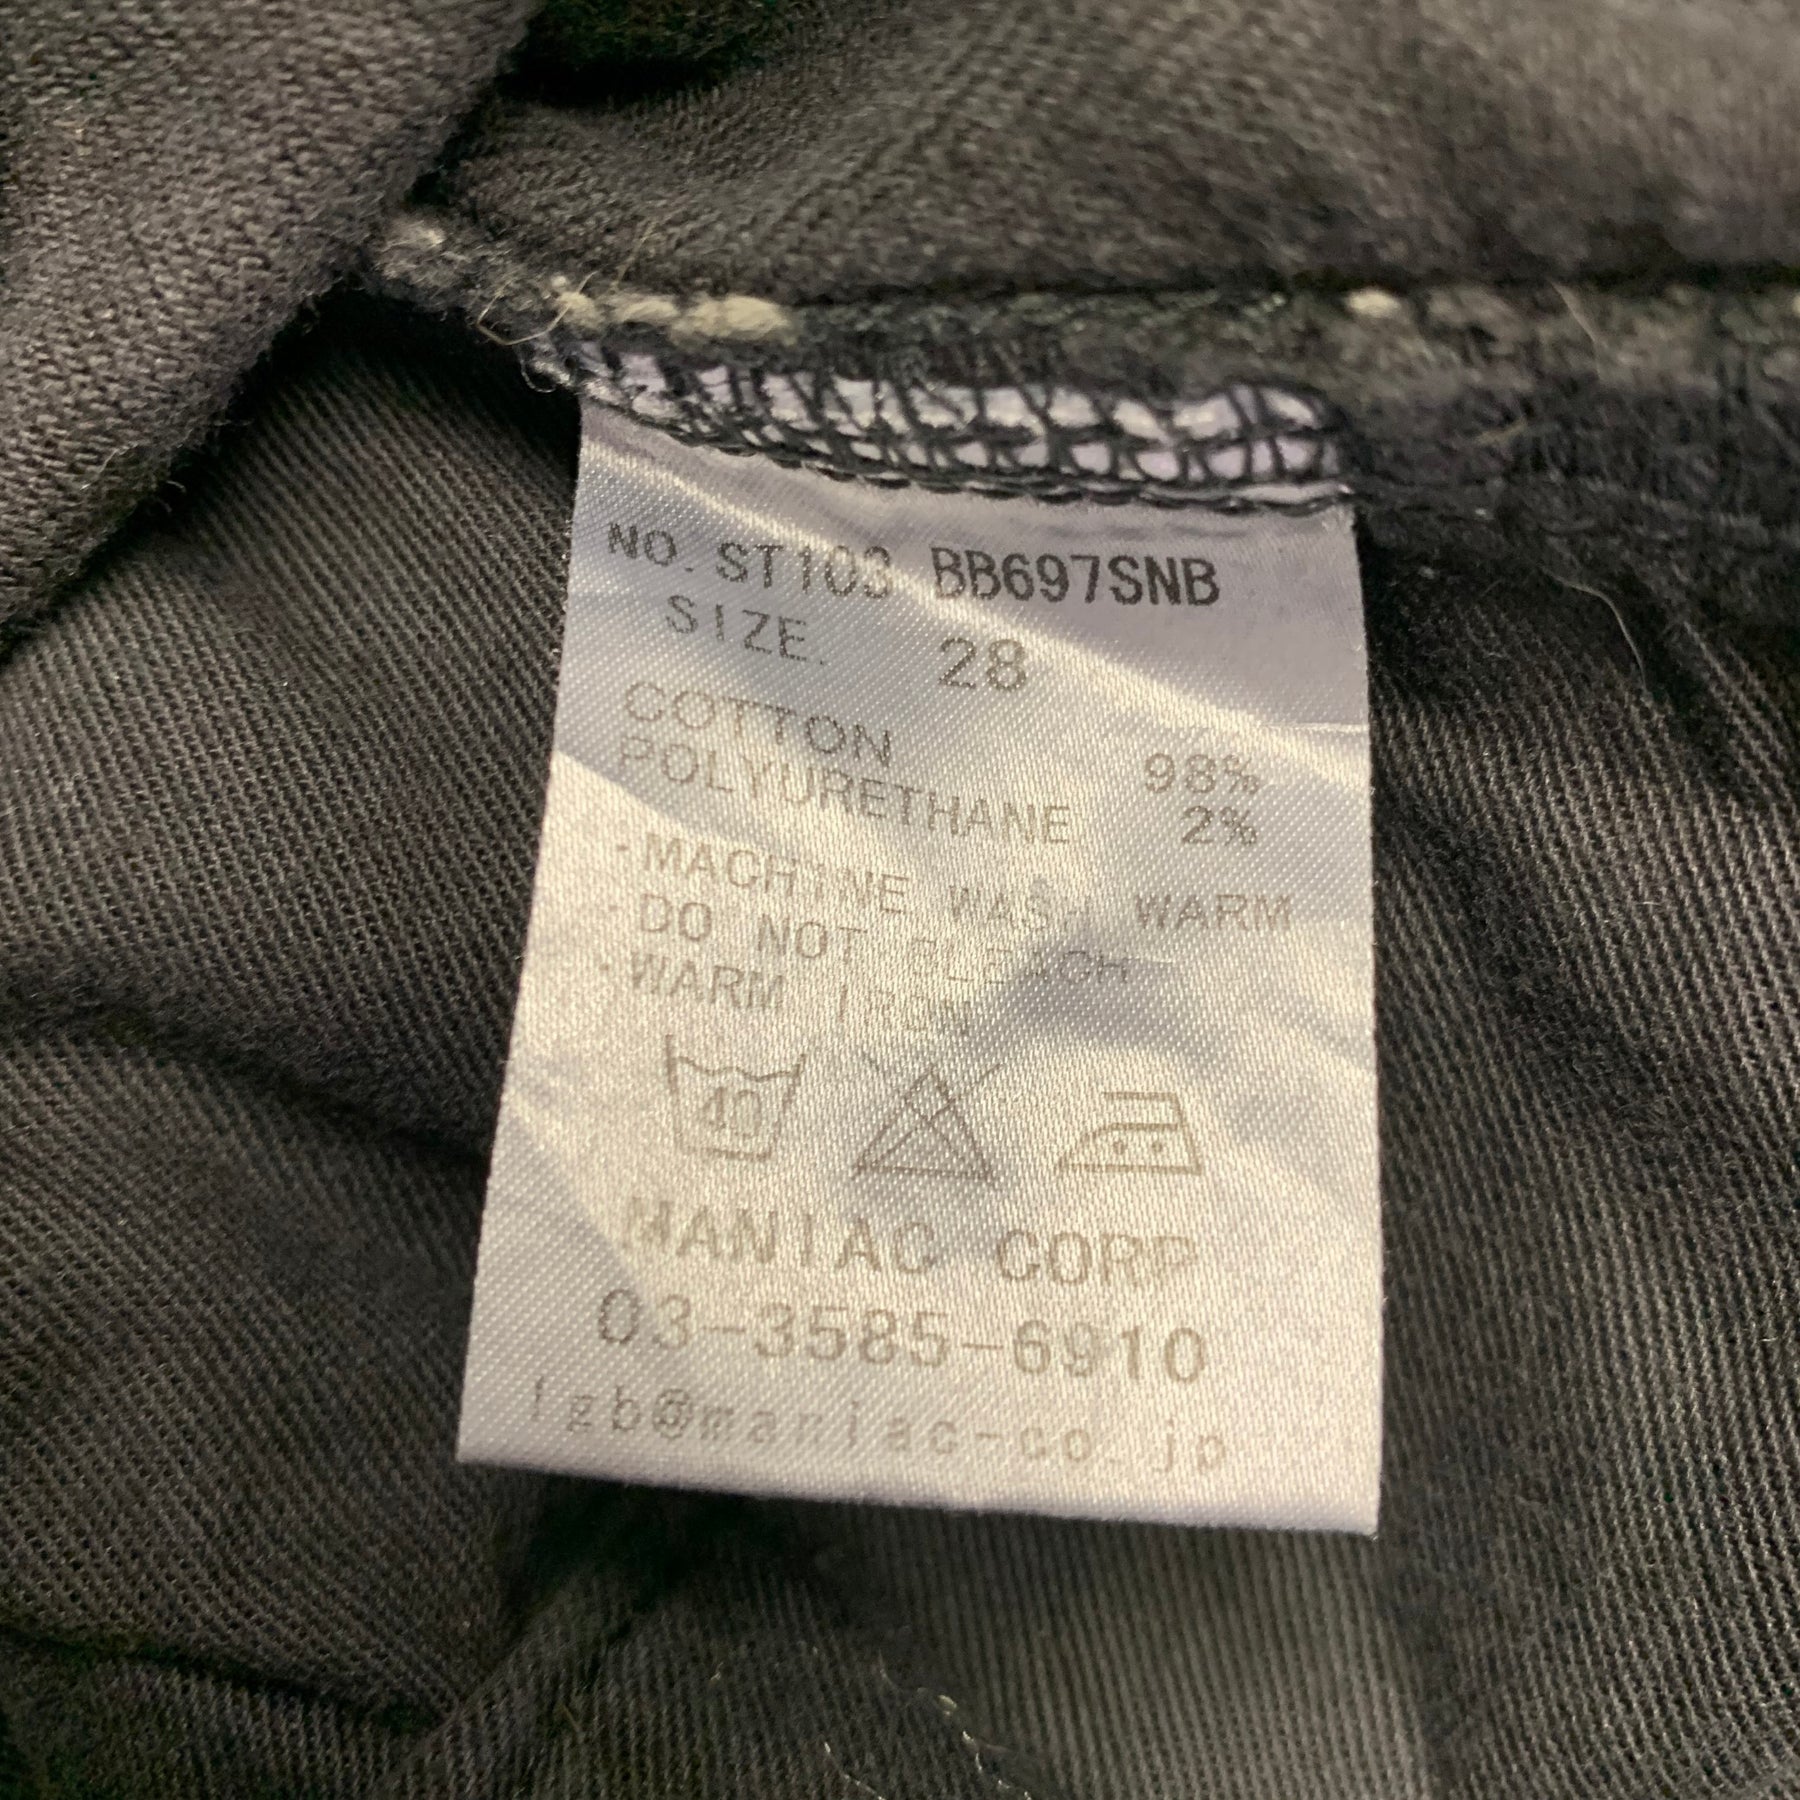 NO. ST103 BB697SNB
SIZE. 28
COTTON 98%
POLYURETHANE 2%
·MACHINE WASH WARM
·DO NOT BLEACH
·WARM IRON
40
MANIAC CORP
03-3585-6910
lgb@maniac-co.jp